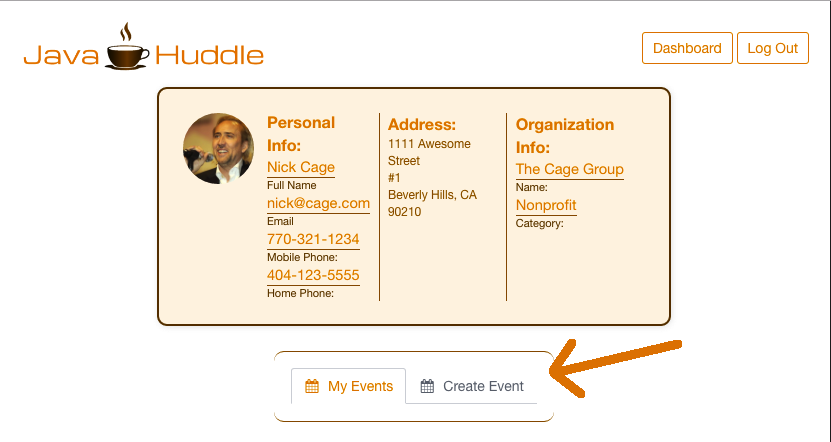 Java Huddle
Dashboard
Log Out
Personal
Info:
Nick Cage
Full Name
nick@cage.com
Email
770-321-1234
Mobile Phone:
404-123-5555
Home Phone:
Address:
1111 Awesome
Street
#1
Beverly Hills, CA
90210
Organization
Info:
The Cage Group
Name:
Nonprofit
Category:
My Events
Create Event